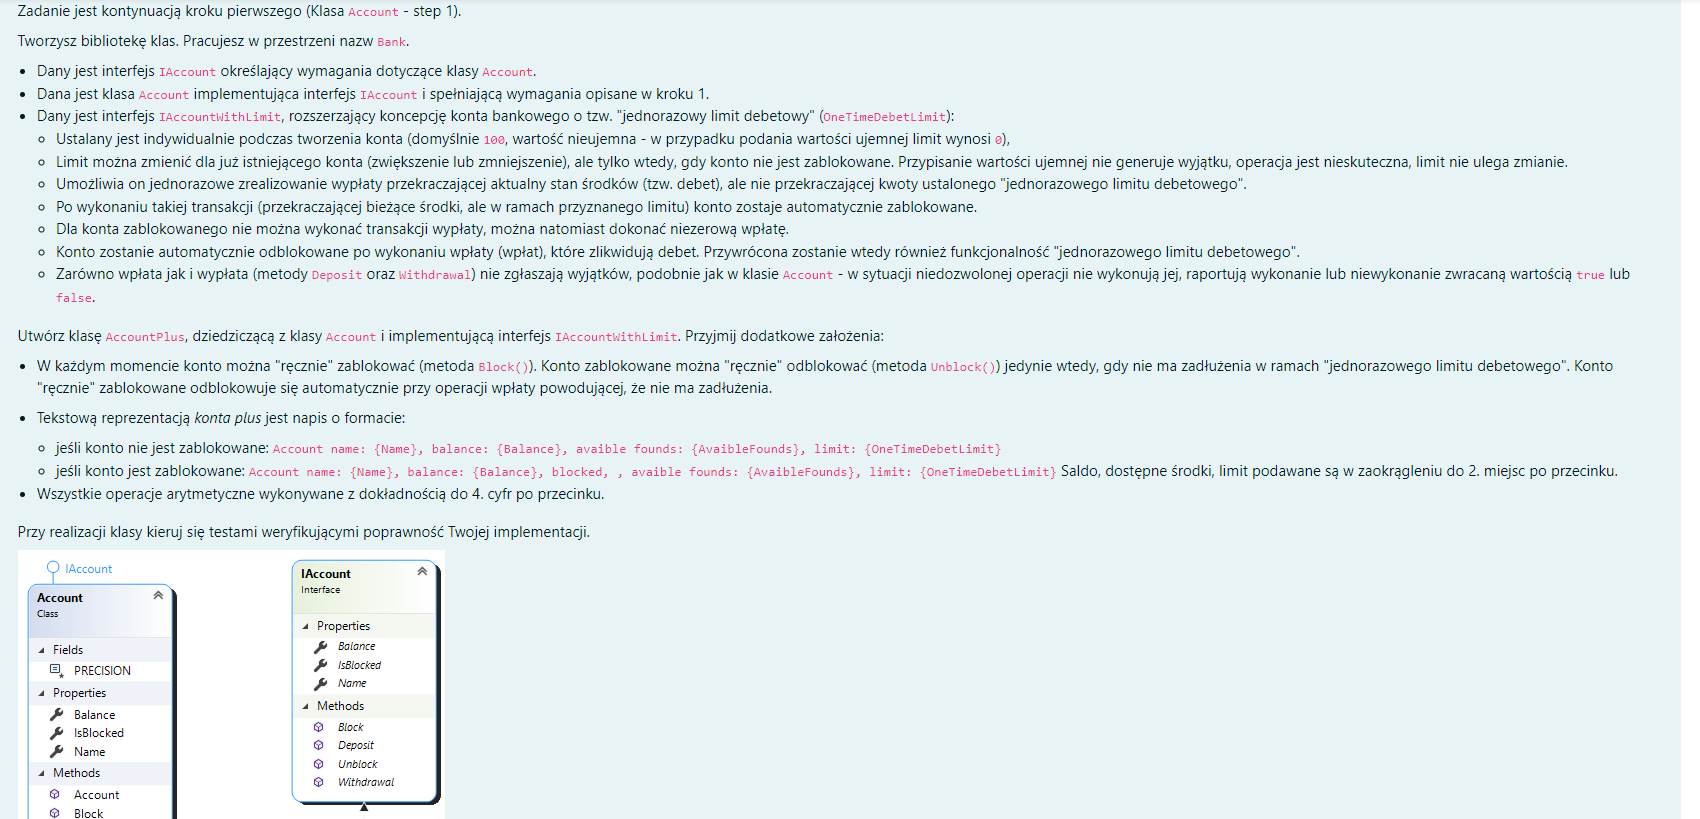 Zadanie jest kontynuacją kroku pierwszego (Klasa Account - step 1).
Tworzysz bibliotekę klas. Pracujesz w przestrzeni nazw Bank.
Dany jest interfejs IAccount określający wymagania dotyczące klasy Account.
Dana jest klasa Account implementująca interfejs IAccount i spełniającą wymagania opisane w kroku 1.
Dany jest interfejs IAccountWithLimit, rozszerzający koncepcję konta bankowego o tzw. "jednorazowy limit debetowy" (OneTimeDebetLimit):
Ustalany jest indywidualnie podczas tworzenia konta (domyślnie 100, wartość nieujemna - w przypadku podania wartości ujemnej limit wynosi 0),
Limit można zmienić dla już istniejącego konta (zwiększenie lub zmniejszenie), ale tylko wtedy, gdy konto nie jest zablokowane. Przypisanie wartości ujemnej nie generuje wyjątku, operacja jest nieskuteczna, limit nie ulega zmianie.
Umożliwia on jednorazowe zrealizowanie wypłaty przekraczającej aktualny stan środków (tzw. debet), ale nie przekraczającej kwoty ustalonego "jednorazowego limitu debetowego".
Po wykonaniu takiej transakcji (przekraczającej bieżące środki, ale w ramach przyznanego limitu) konto zostaje automatycznie zablokowane.
Dla konta zablokowanego nie można wykonać transakcji wypłaty, można natomiast dokonać niezerową wpłatę.
Konto zostanie automatycznie odblokowane po wykonaniu wpłaty (wpłat), które zlikwidują debet. Przywrócona zostanie wtedy również funkcjonalność "jednorazowego limitu debetowego".
Zarówno wpłata jak i wypłata (metody Deposit oraz Withdrawal) nie zgłaszają wyjątków, podobnie jak w klasie Account - w sytuacji niedozwolonej operacji nie wykonują jej, raportują wykonanie lub niewykonanie zwracaną wartością true lub
false.
Utwórz klasę AccountPlus, dziedziczącą z klasy Account i implementującą interfejs IAccountWithLimit. Przyjmij dodatkowe założenia:
W każdym momencie konto można "ręcznie" zablokować (metoda Block()). Konto zablokowane można "ręcznie" odblokować (metoda Unblock()) jedynie wtedy, gdy nie ma zadłużenia w ramach "jednorazowego limitu debetowego". Konto
"ręcznie" zablokowane odblokowuje się automatycznie przy operacji wpłaty powodującej, że nie ma zadłużenia.
Tekstową reprezentacją konta plus jest napis o formacie:
jeśli konto nie jest zablokowane: Account name: {Name}, balance: {Balance}, avaible founds: {AvaibleFounds}, limit: {OneTimeDebetLimit}
jeśli konto jest zablokowane: Account name: {Name}, balance: {Balance}, blocked, , avaible founds: {AvaibleFounds}, limit: {OneTimeDebetLimit} Saldo, dostępne środki, limit podawane są w zaokrągleniu do 2. miejsc po przecinku.
Wszystkie operacje arytmetyczne wykonywane z dokładnością do 4. cyfr po przecinku.
Przy realizacji klasy kieruj się testami weryfikującymi poprawność Twojej implementacji.
IAccount
Account
Class
Fields
PRECISION
Properties
Balance
IsBlocked
Name
Methods
Account
Block
IAccount
Interface
Properties
Balance
IsBlocked
Name
Methods
Block
Deposit
Unblock
Withdrawal